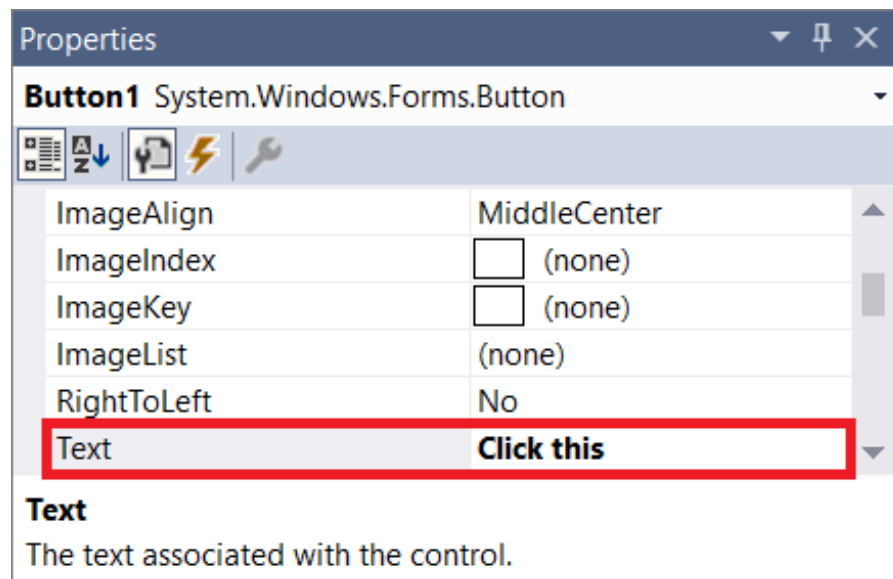 Properties
Button1 System.Windows.Forms.Button
ImageAlign MiddleCenter
ImageIndex (none)
ImageKey (none)
ImageList (none)
RightToLeft No
Text Click this
Text
The text associated with the control.